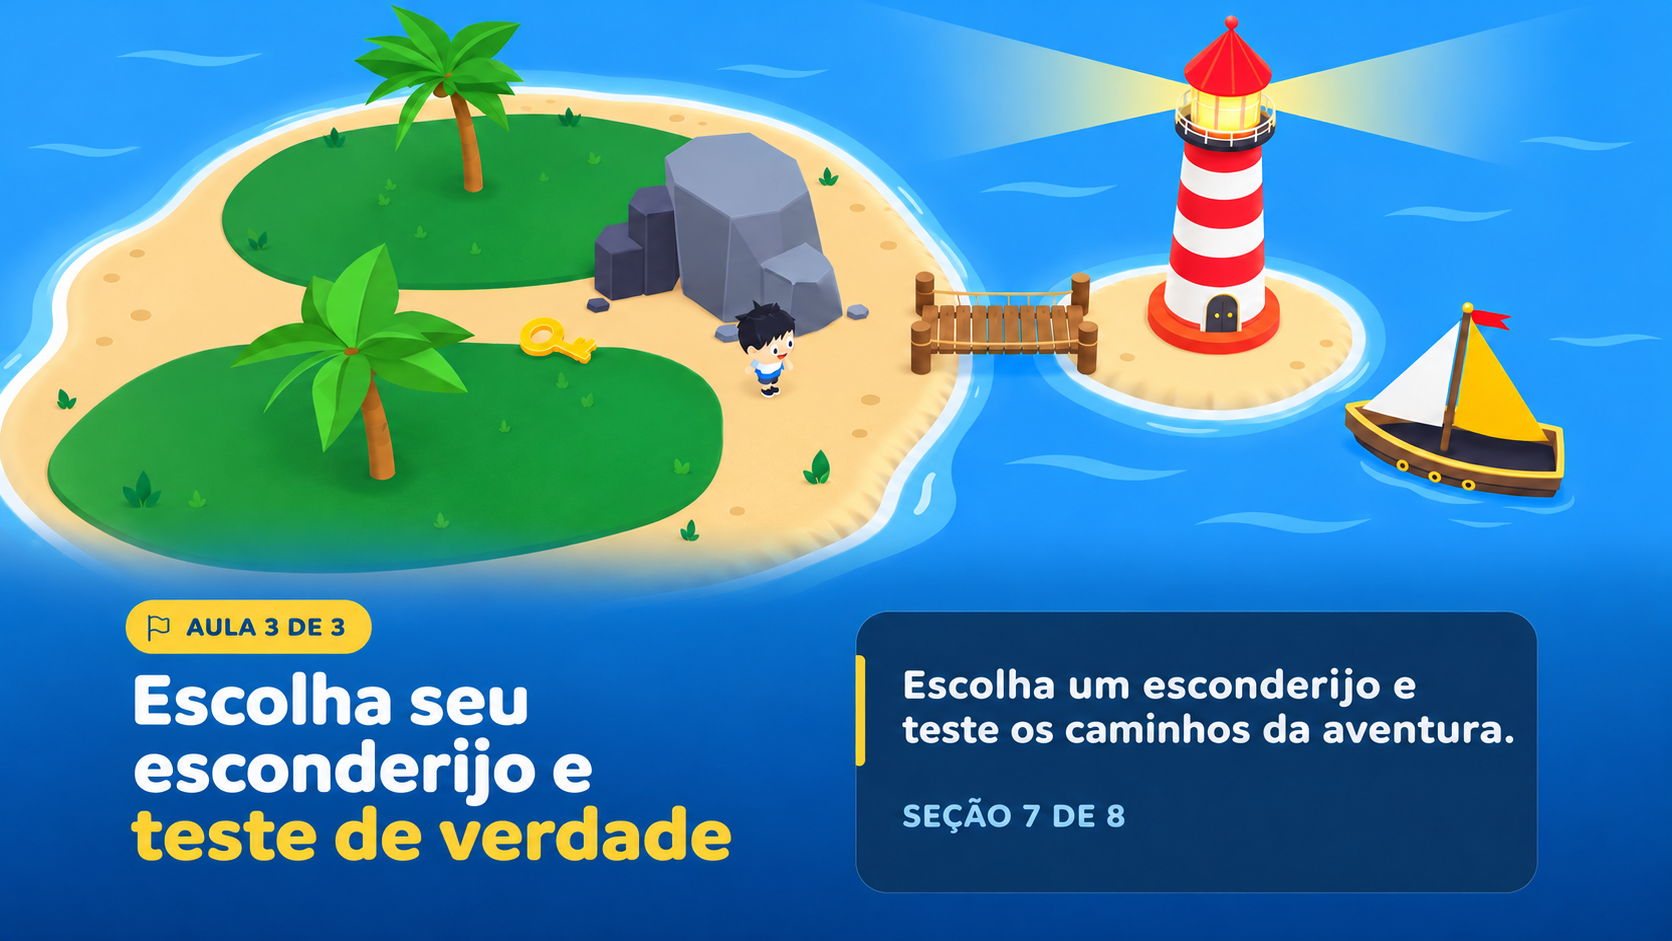 AULA 3 DE 3
Escolha seu
esconderijo e
teste de verdade
Escolha um esconderijo e
teste os caminhos da aventura.
SEÇÃO 7 DE 8